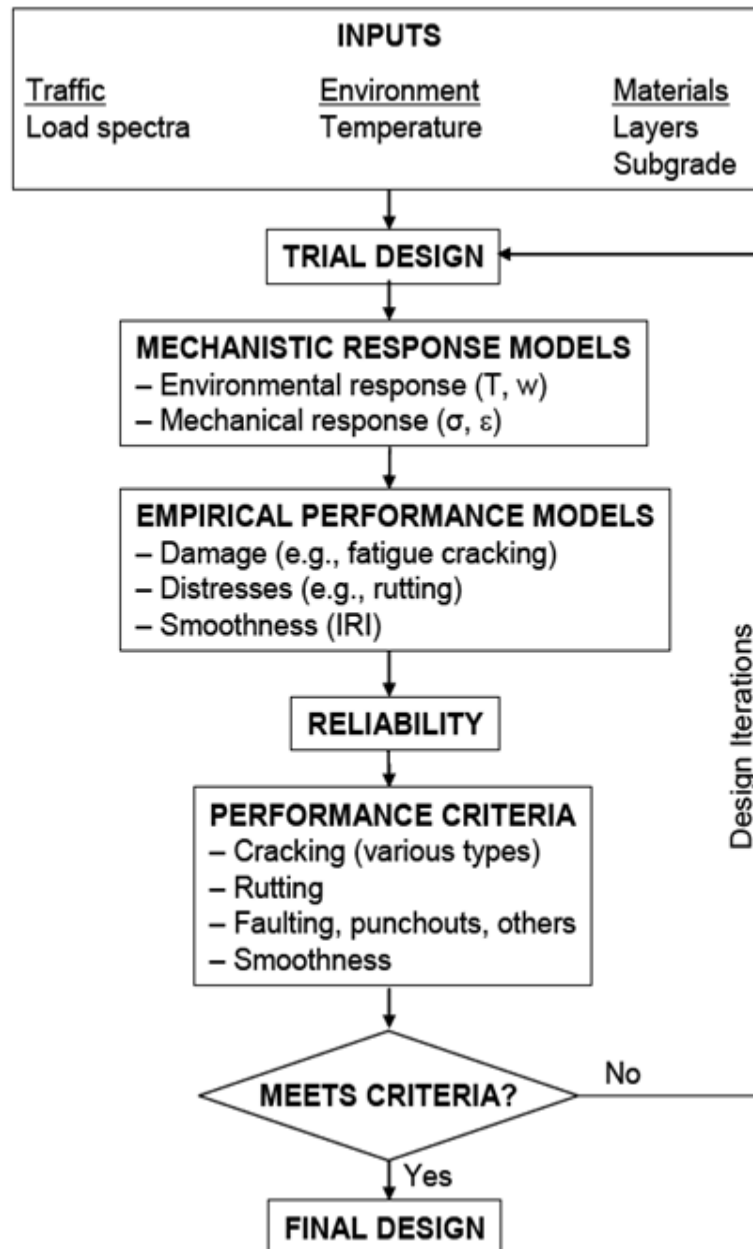 INPUTS
Traffic Environment Materials
Load spectra Temperature Layers
Subgrade
TRIAL DESIGN
MECHANISTIC RESPONSE MODELS
– Environmental response (T, w)
– Mechanical response (σ, ε)
EMPIRICAL PERFORMANCE MODELS
– Damage (e.g., fatigue cracking)
– Distresses (e.g., rutting)
– Smoothness (IRI)
RELIABILITY
PERFORMANCE CRITERIA
– Cracking (various types)
– Rutting
– Faulting, punchouts, others
– Smoothness
Design Iterations
MEETS CRITERIA?
No
Yes
FINAL DESIGN